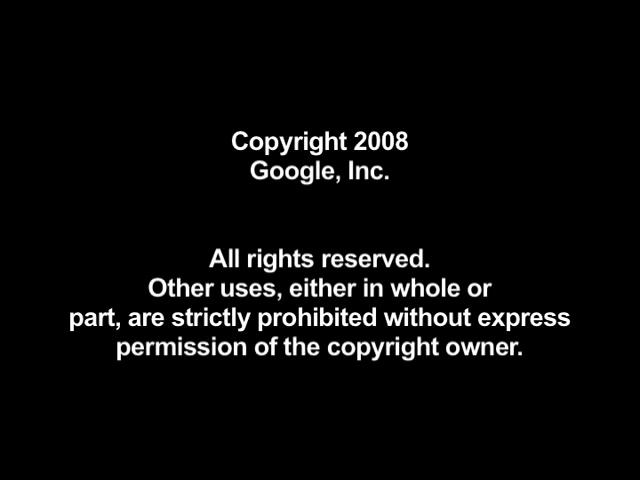 Copyright 2008
Google, Inc.
All rights reserved.
Other uses, either in whole or
part, are strictly prohibited without express
permission of the copyright owner.